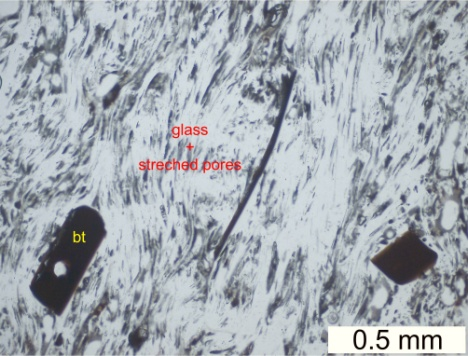 glass
+
streched pores
bt
0.5 mm